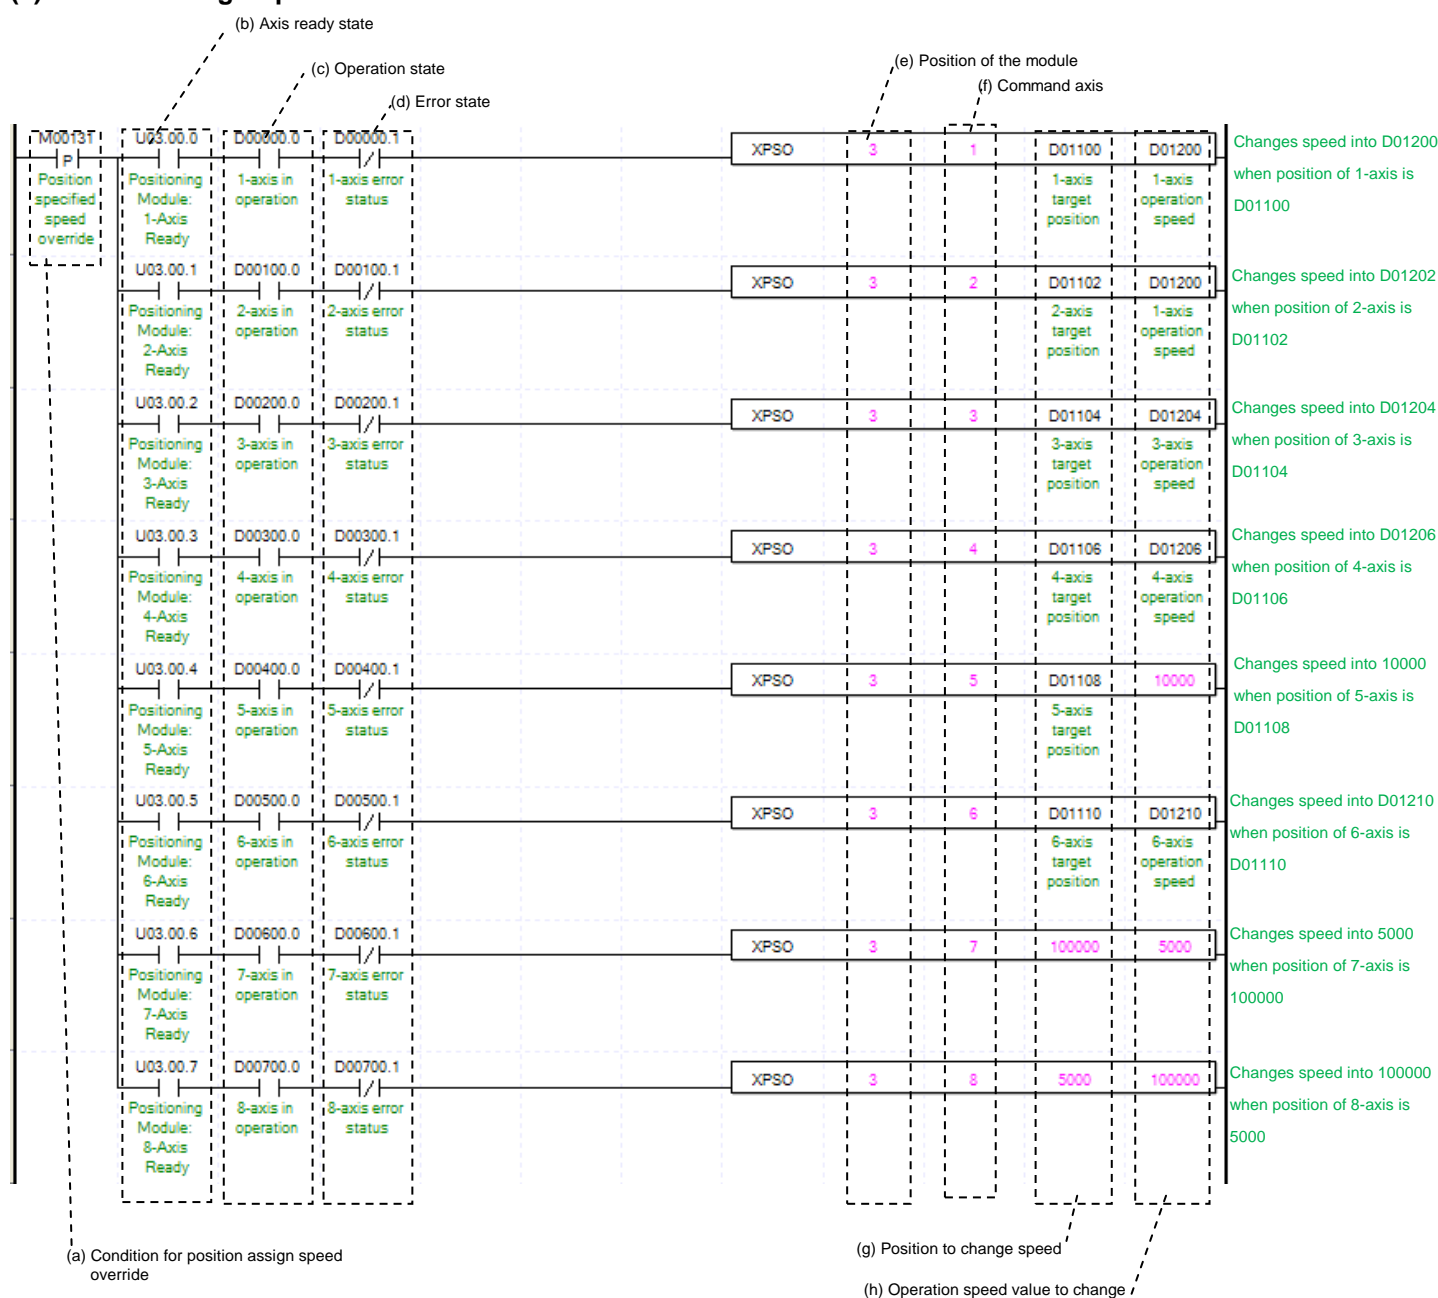 (b) Axis ready state
(c) Operation state
(d) Error state
(e) Position of the module
(f) Command axis
M00131
P
Position
specified
speed
override
U03.00.0 D00000.0 D00000.1
Positioning
Module:
1-Axis
Ready
1-axis in
operation
1-axis error
status
XPSO 3 1 D01100 D01200
1-axis
target
position
1-axis
operation
speed
Changes speed into D01200
when position of 1-axis is
D01100
U03.00.1 D00100.0 D00100.1
Positioning
Module:
2-Axis
Ready
2-axis in
operation
2-axis error
status
XPSO 3 2 D01102 D01200
2-axis
target
position
1-axis
operation
speed
Changes speed into D01202
when position of 2-axis is
D01102
U03.00.2 D00200.0 D00200.1
Positioning
Module:
3-Axis
Ready
3-axis in
operation
3-axis error
status
XPSO 3 3 D01104 D01204
3-axis
target
position
3-axis
operation
speed
Changes speed into D01204
when position of 3-axis is
D01104
U03.00.3 D00300.0 D00300.1
Positioning
Module:
4-Axis
Ready
4-axis in
operation
4-axis error
status
XPSO 3 4 D01106 D01206
4-axis
target
position
4-axis
operation
speed
Changes speed into D01206
when position of 4-axis is
D01106
U03.00.4 D00400.0 D00400.1
Positioning
Module:
5-Axis
Ready
5-axis in
operation
5-axis error
status
XPSO 3 5 D01108 10000
5-axis
target
position
Changes speed into 10000
when position of 5-axis is
D01108
U03.00.5 D00500.0 D00500.1
Positioning
Module:
6-Axis
Ready
6-axis in
operation
6-axis error
status
XPSO 3 6 D01110 D01210
6-axis
target
position
6-axis
operation
speed
Changes speed into D01210
when position of 6-axis is
D01110
U03.00.6 D00600.0 D00600.1
Positioning
Module:
7-Axis
Ready
7-axis in
operation
7-axis error
status
XPSO 3 7 100000 5000
Changes speed into 5000
when position of 7-axis is
100000
U03.00.7 D00700.0 D00700.1
Positioning
Module:
8-Axis
Ready
8-axis in
operation
8-axis error
status
XPSO 3 8 5000 100000
Changes speed into 100000
when position of 8-axis is
5000
(a) Condition for position assign speed
override
(g) Position to change speed
(h) Operation speed value to change